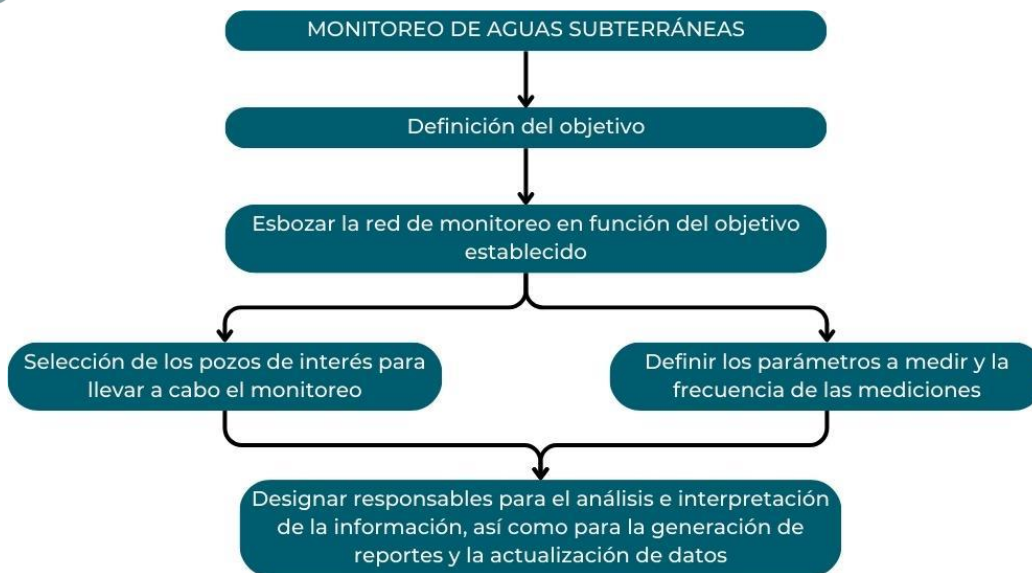 MONITOREO DE AGUAS SUBTERRÁNEAS
Definición del objetivo
Esbozar la red de monitoreo en función del objetivo
establecido
Selección de los pozos de interés para
llevar a cabo el monitoreo
Definir los parámetros a medir y la
frecuencia de las mediciones
Designar responsables para el análisis e interpretación
de la información, así como para la generación de
reportes y la actualización de datos